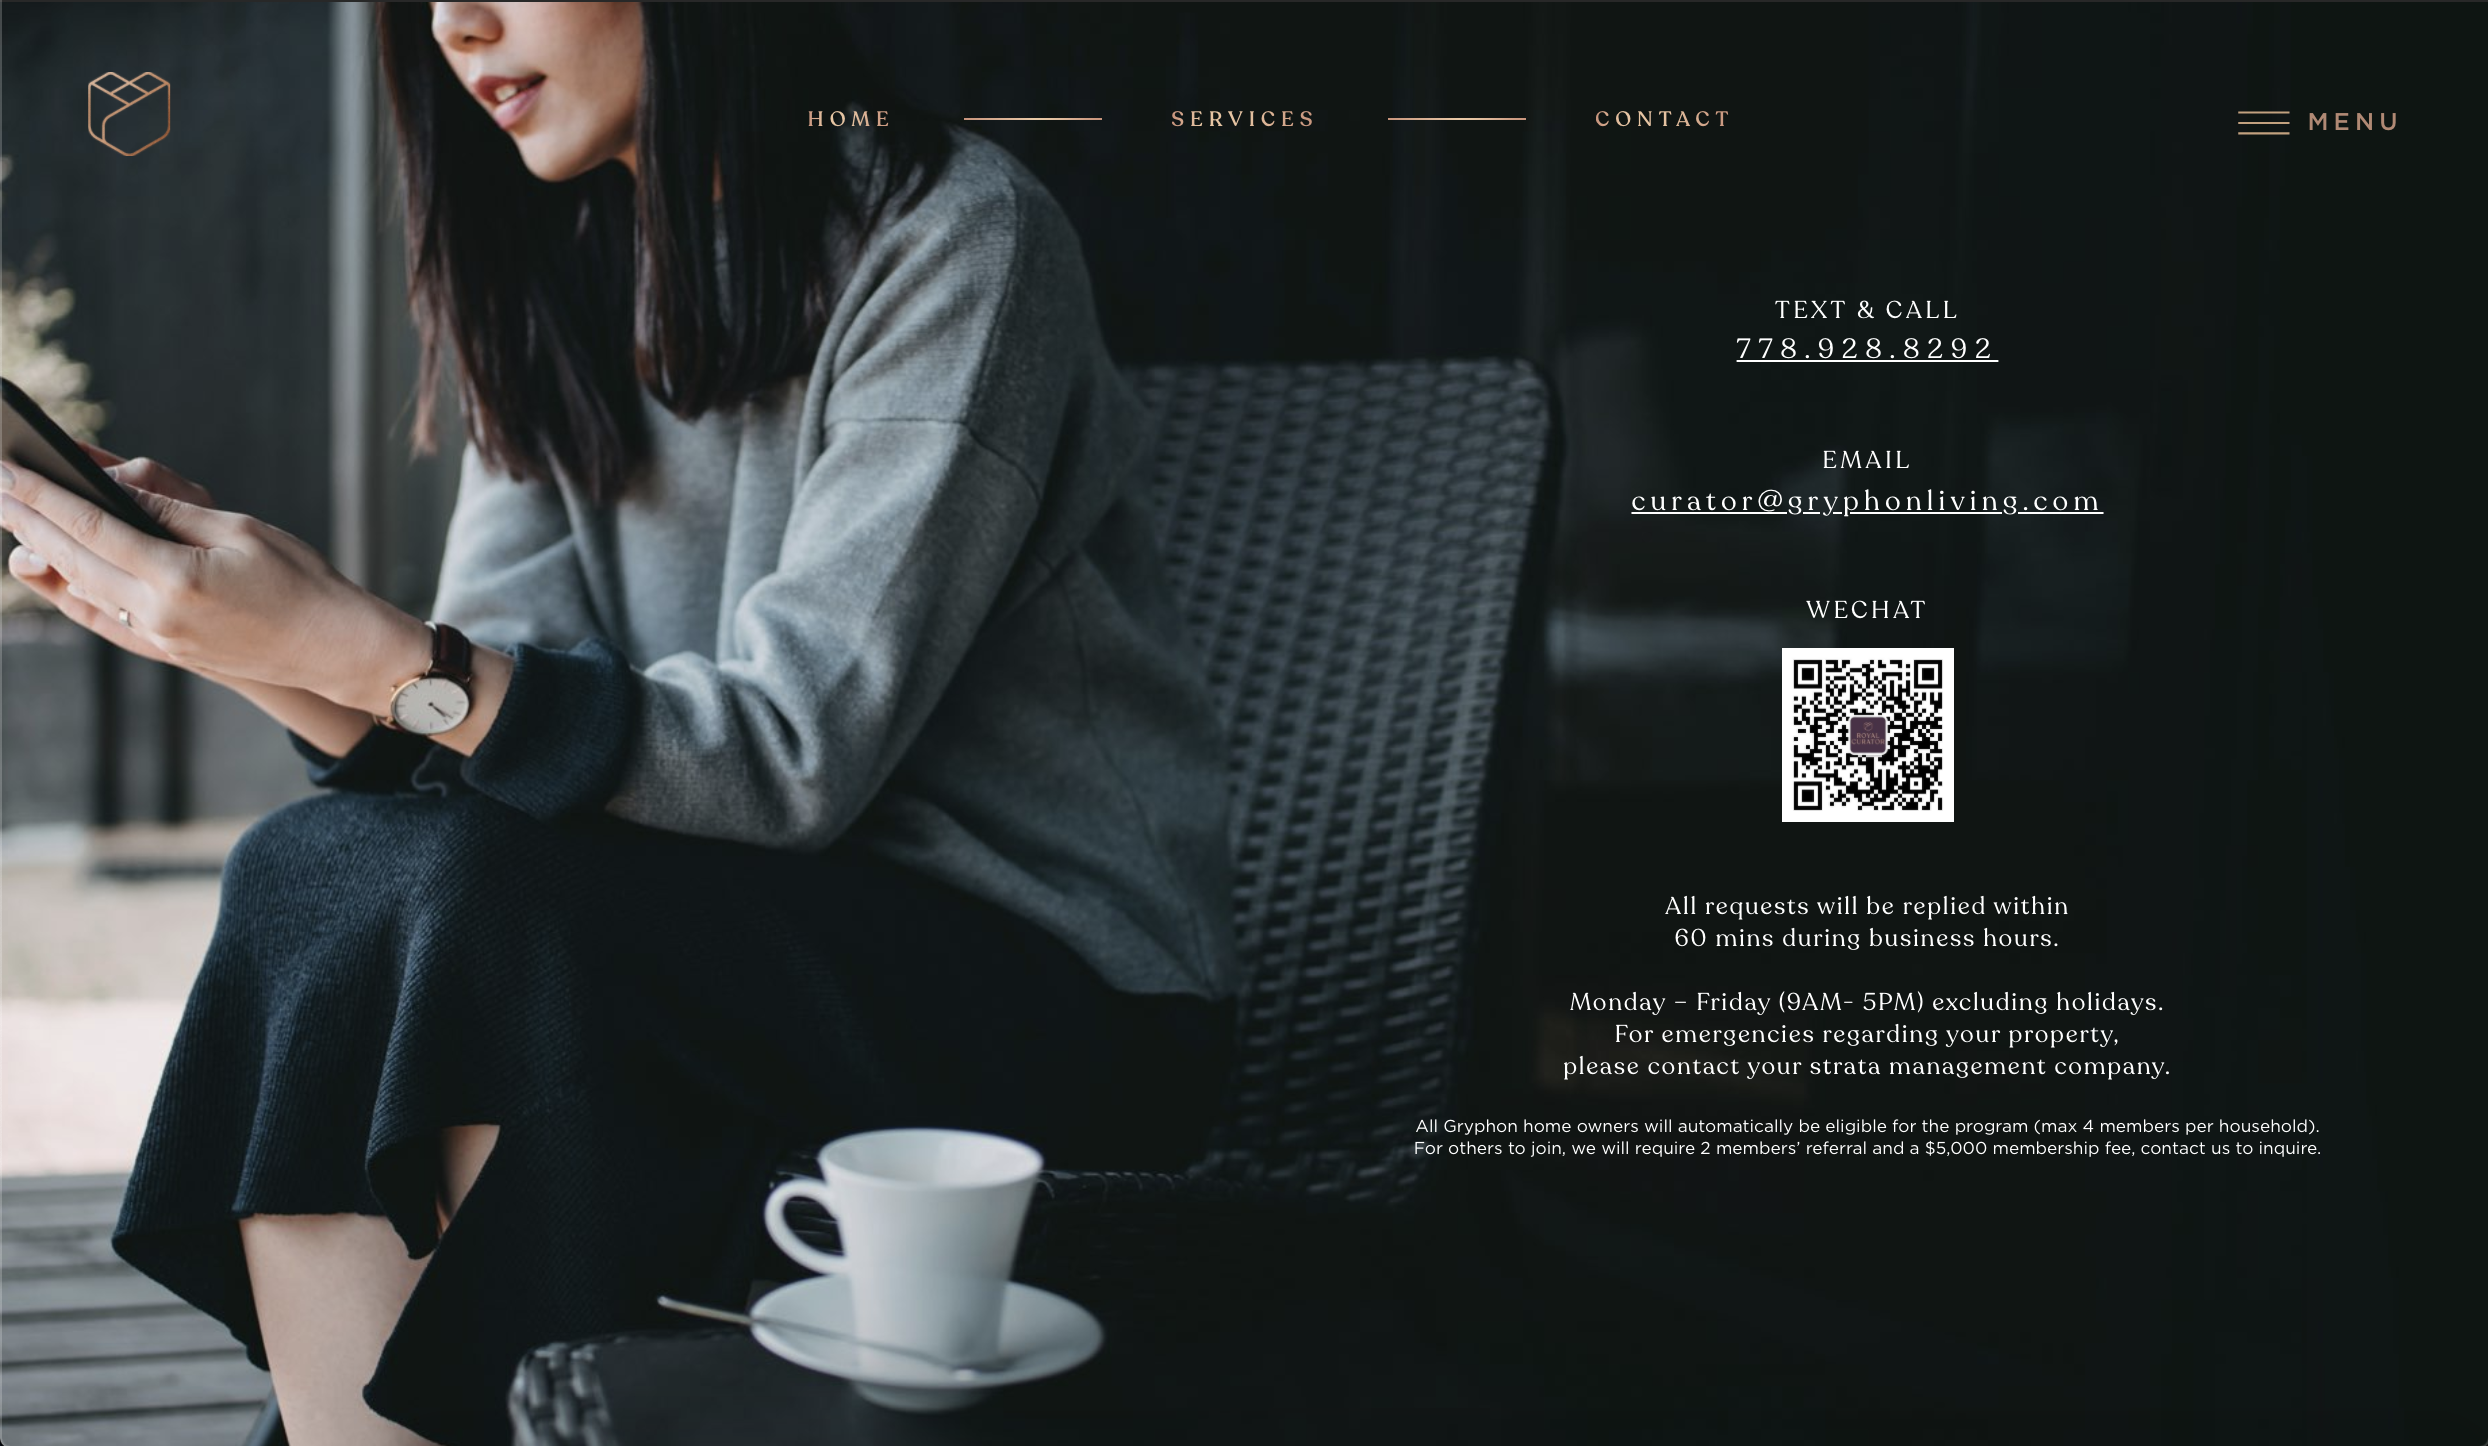 HOME
SERVICES
CONTACT
MENU
TEXT & CALL
778.928.8292
EMAIL
curator@gryphonliving.com
WECHAT
ROYAL
CURATOR
All requests will be replied within
60 mins during business hours.
Monday – Friday (9AM- 5PM) excluding holidays.
For emergencies regarding your property,
please contact your strata management company.
All Gryphon home owners will automatically be eligible for the program (max 4 members per household).
For others to join, we will require 2 members’ referral and a $5,000 membership fee, contact us to inquire.